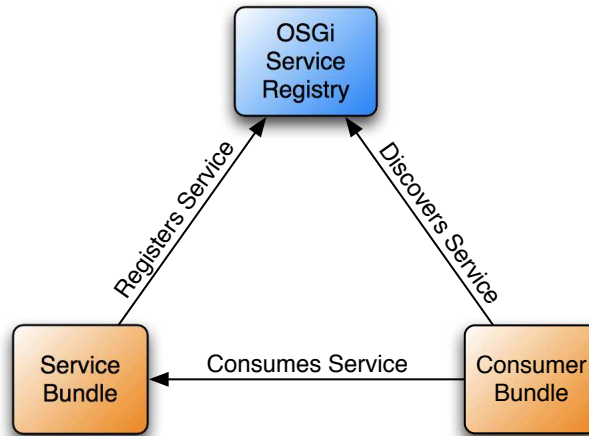 OSGi
Service
Registry
Registers Service
Discovers Service
Service
Bundle
Consumes Service
Consumer
Bundle